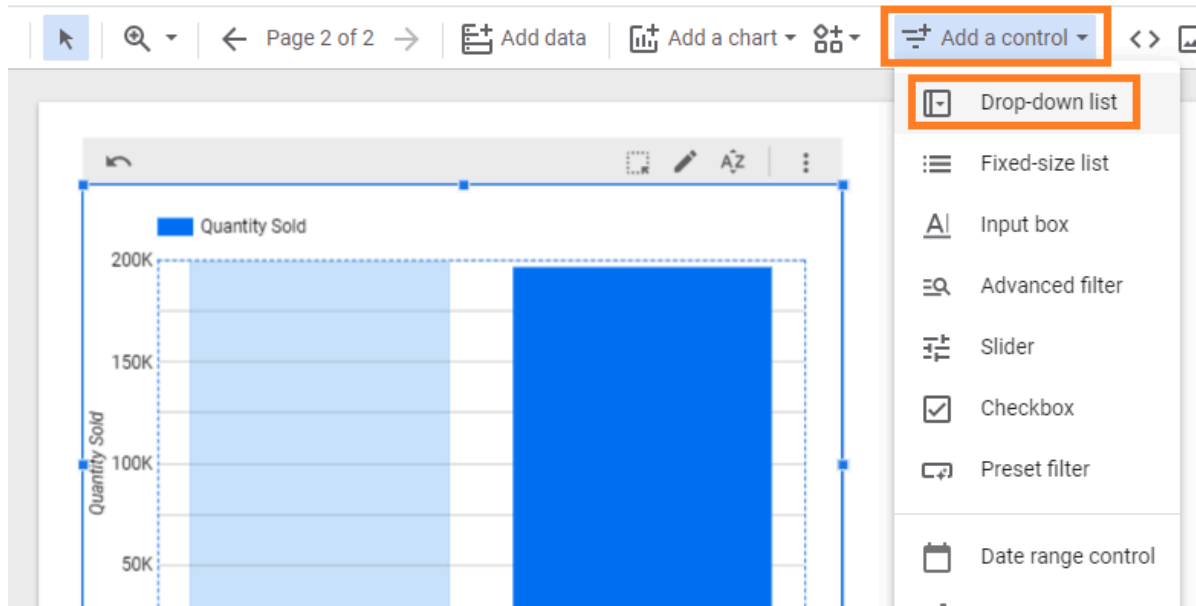 Page 2 of 2 Add data Add a chart Add a control
Drop-down list
Fixed-size list
Input box
Advanced filter
Slider
Checkbox
Preset filter
Date range control
Quantity Sold
200K
150K
100K
50K
Quantity Sold